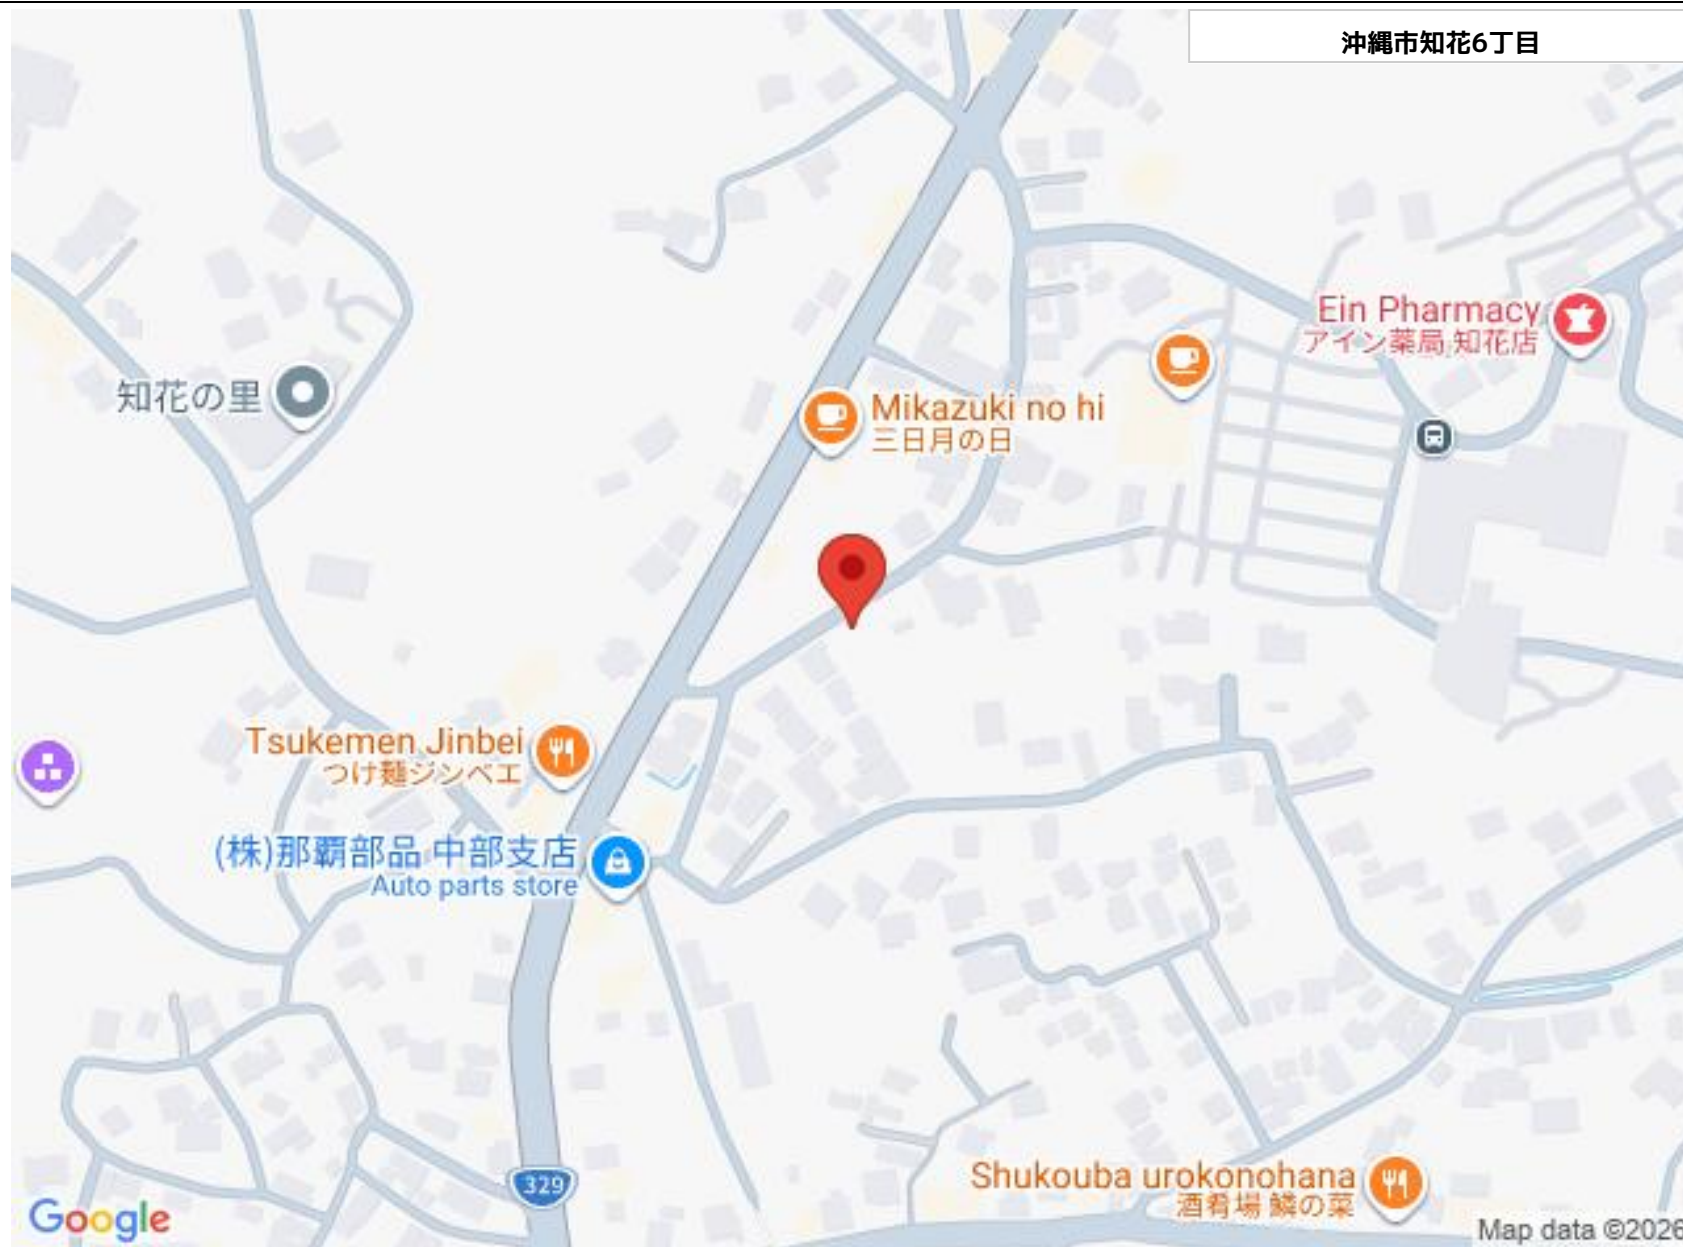 沖縄市知花6丁目
Ein Pharmacy
アイン薬局 知花店
知花の里
Mikazuki no hi
三日月の日
Tsukemen Jinbei
つけ麺ジンベエ
(株)那覇部品 中部支店
Auto parts store
329
Shukouba urokonohana
酒肴場 鱗の菜
Google
Map data ©2026